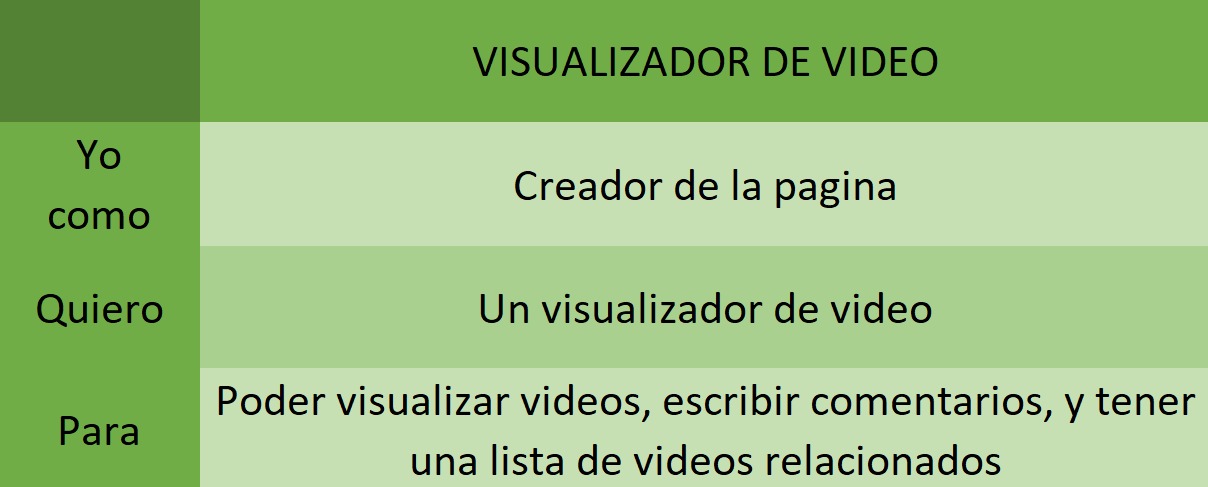 VISUALIZADOR DE VIDEO
Yo
como
Creador de la pagina
Quiero
Un visualizador de video
Para
Poder visualizar videos, escribir comentarios, y tener
una lista de videos relacionados